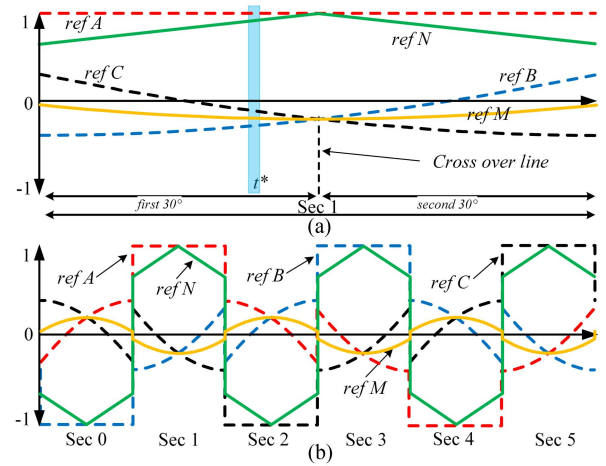 1
ref A
ref N
ref C
ref B
0
ref M
Cross over line
t*
-1
first 30°
Sec 1
second 30°
(a)
1
ref A
ref N
ref B
ref C
0
ref M
-1
Sec 0
Sec 1
Sec 2
Sec 3
Sec 4
Sec 5
(b)